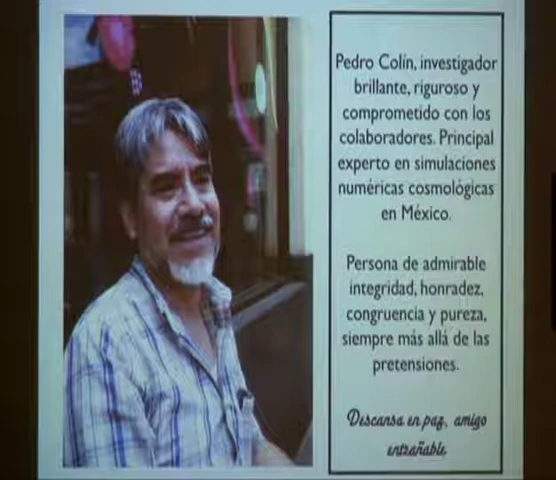 Pedro Colín, investigador
brillante, riguroso y
comprometido con los
colaboradores. Principal
experto en simulaciones
numéricas cosmológicas
en México.
Persona de admirable
integridad, honradez,
congruencia y pureza,
siempre más allá de las
pretensiones.
Descansa en paz, amigo
entrañable